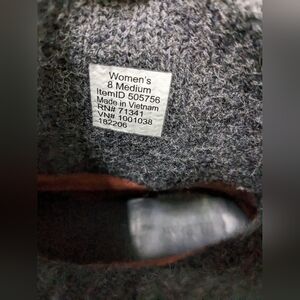 Women's
8 Medium
ItemID 505756
Made in Vietnam
RN# 71341
VN# 1001038
182206